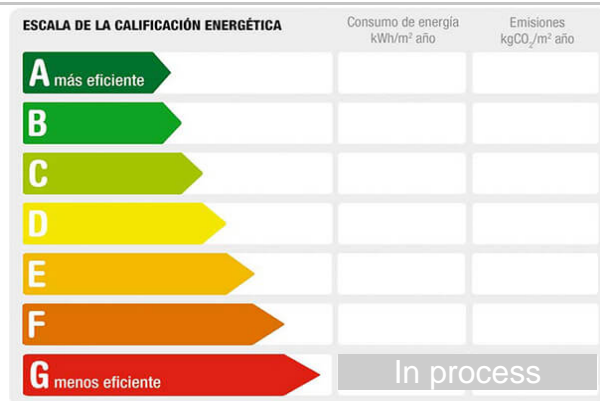 ESCALA DE LA CALIFICACIÓN ENERGÉTICA
Consumo de energía
kWh/m² año
Emisiones
kgCO₂/m² año
A más eficiente
B
C
D
E
F
G menos eficiente
In process